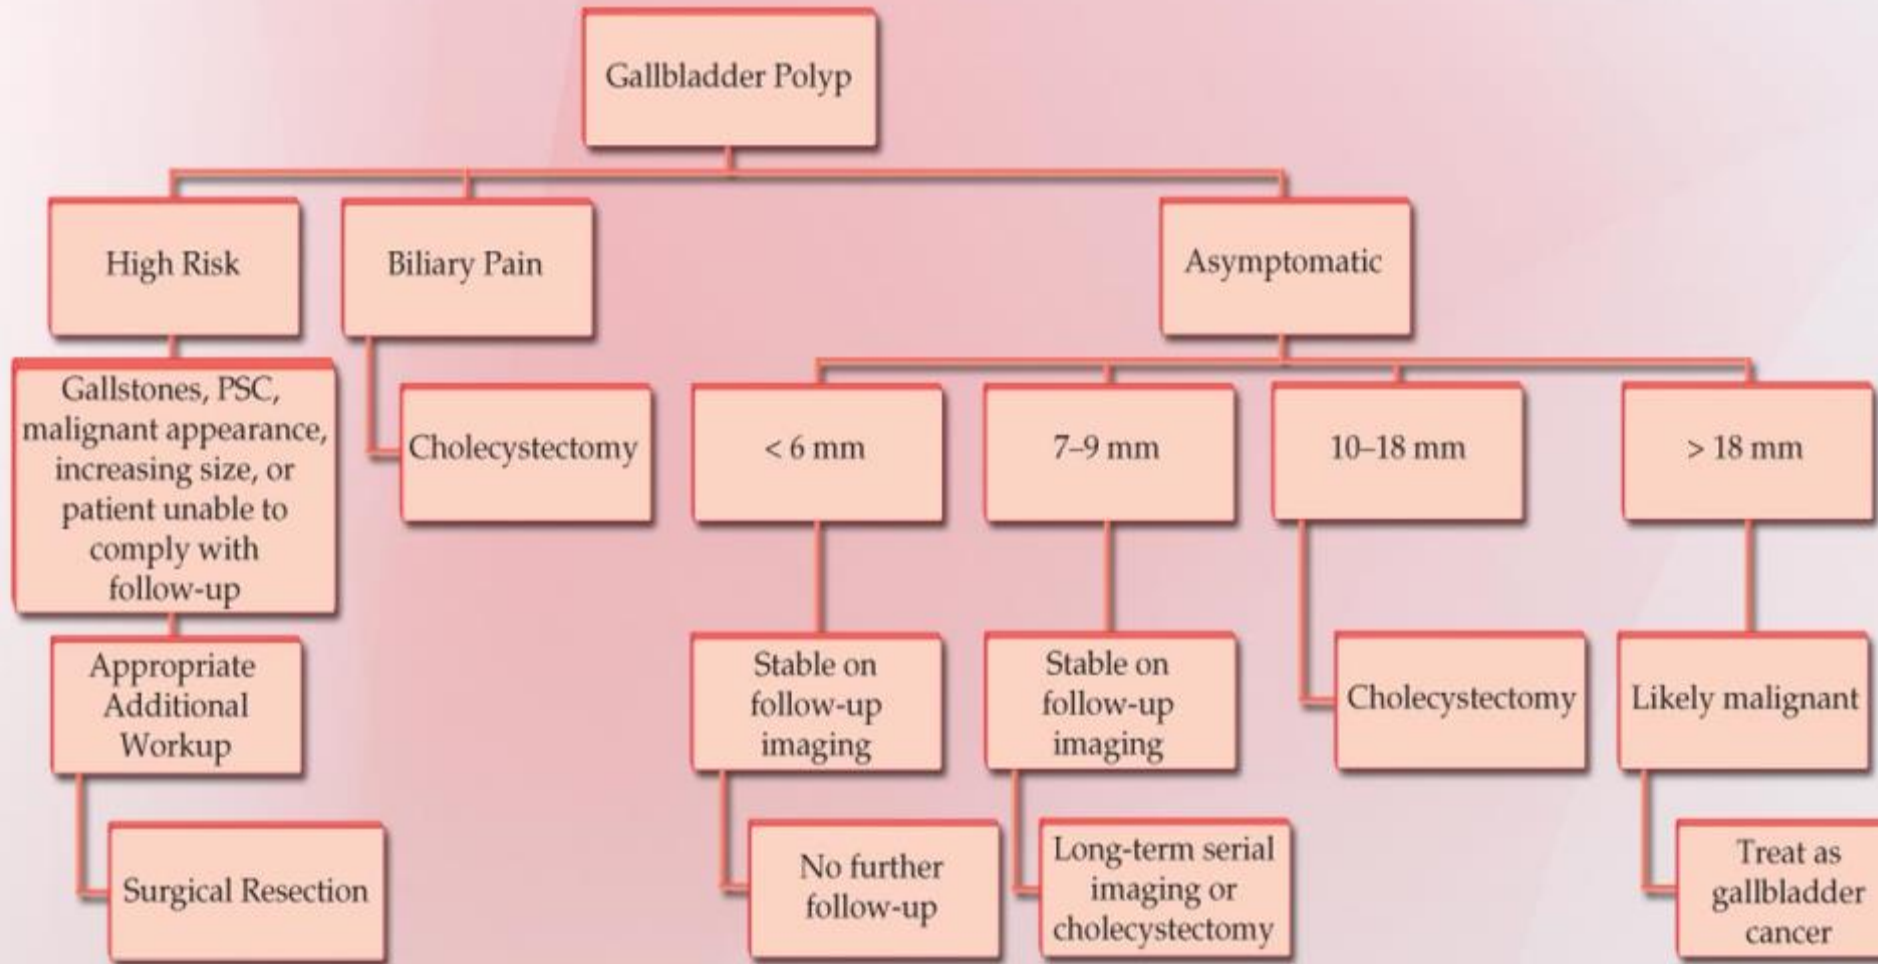 Gallbladder Polyp
High Risk
Biliary Pain
Asymptomatic
Gallstones, PSC,
malignant appearance,
increasing size, or
patient unable to
comply with
follow-up
Cholecystectomy
< 6 mm
7–9 mm
10–18 mm
> 18 mm
Appropriate
Additional
Workup
Stable on
follow-up
imaging
Stable on
follow-up
imaging
Cholecystectomy
Likely malignant
Surgical Resection
No further
follow-up
Long-term serial
imaging or
cholecystectomy
Treat as
gallbladder
cancer